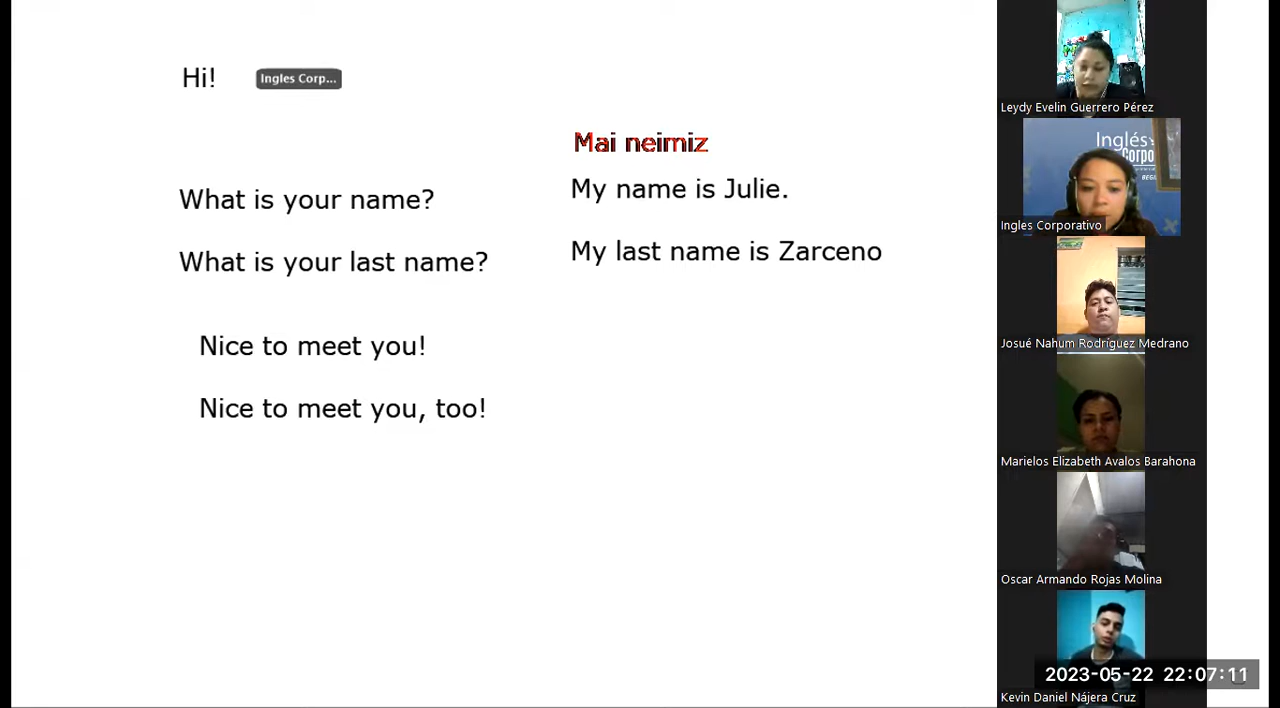 Hi!
Ingles Corp...
Mai neimiz
My name is Julie.
What is your name?
My last name is Zarceno
What is your last name?
Nice to meet you!
Nice to meet you, too!
Leydy Evelin Guerrero Pérez
Inglés
Corpo
BEGI
Ingles Corporativo
Josué Nahum Rodríguez Medrano
Marielos Elizabeth Avalos Barahona
Oscar Armando Rojas Molina
2023-05-22 22:07:11
Kevin Daniel Nájera Cruz